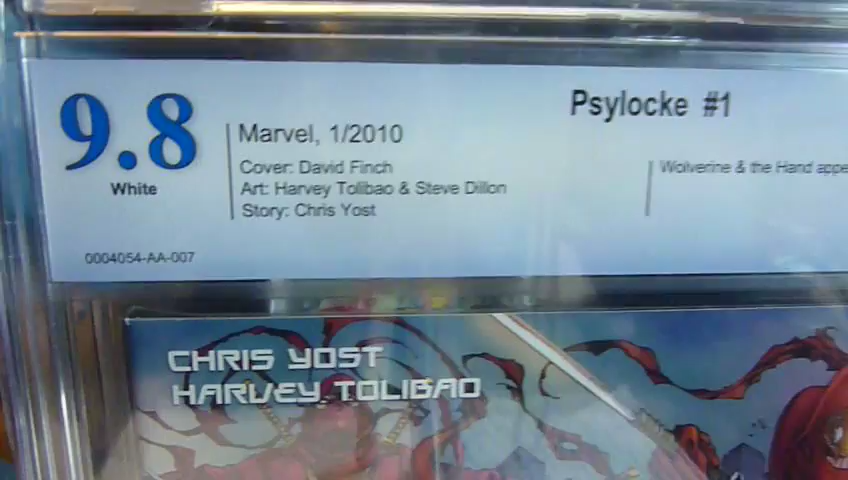 9.8
White
0004054-AA-007
Marvel, 1/2010
Cover: David Finch
Art: Harvey Tolibao & Steve Dillon
Story: Chris Yost
Psylocke #1
Wolverine & the Hand appe
CHRIS YOST
HARVEY TOLIBAO